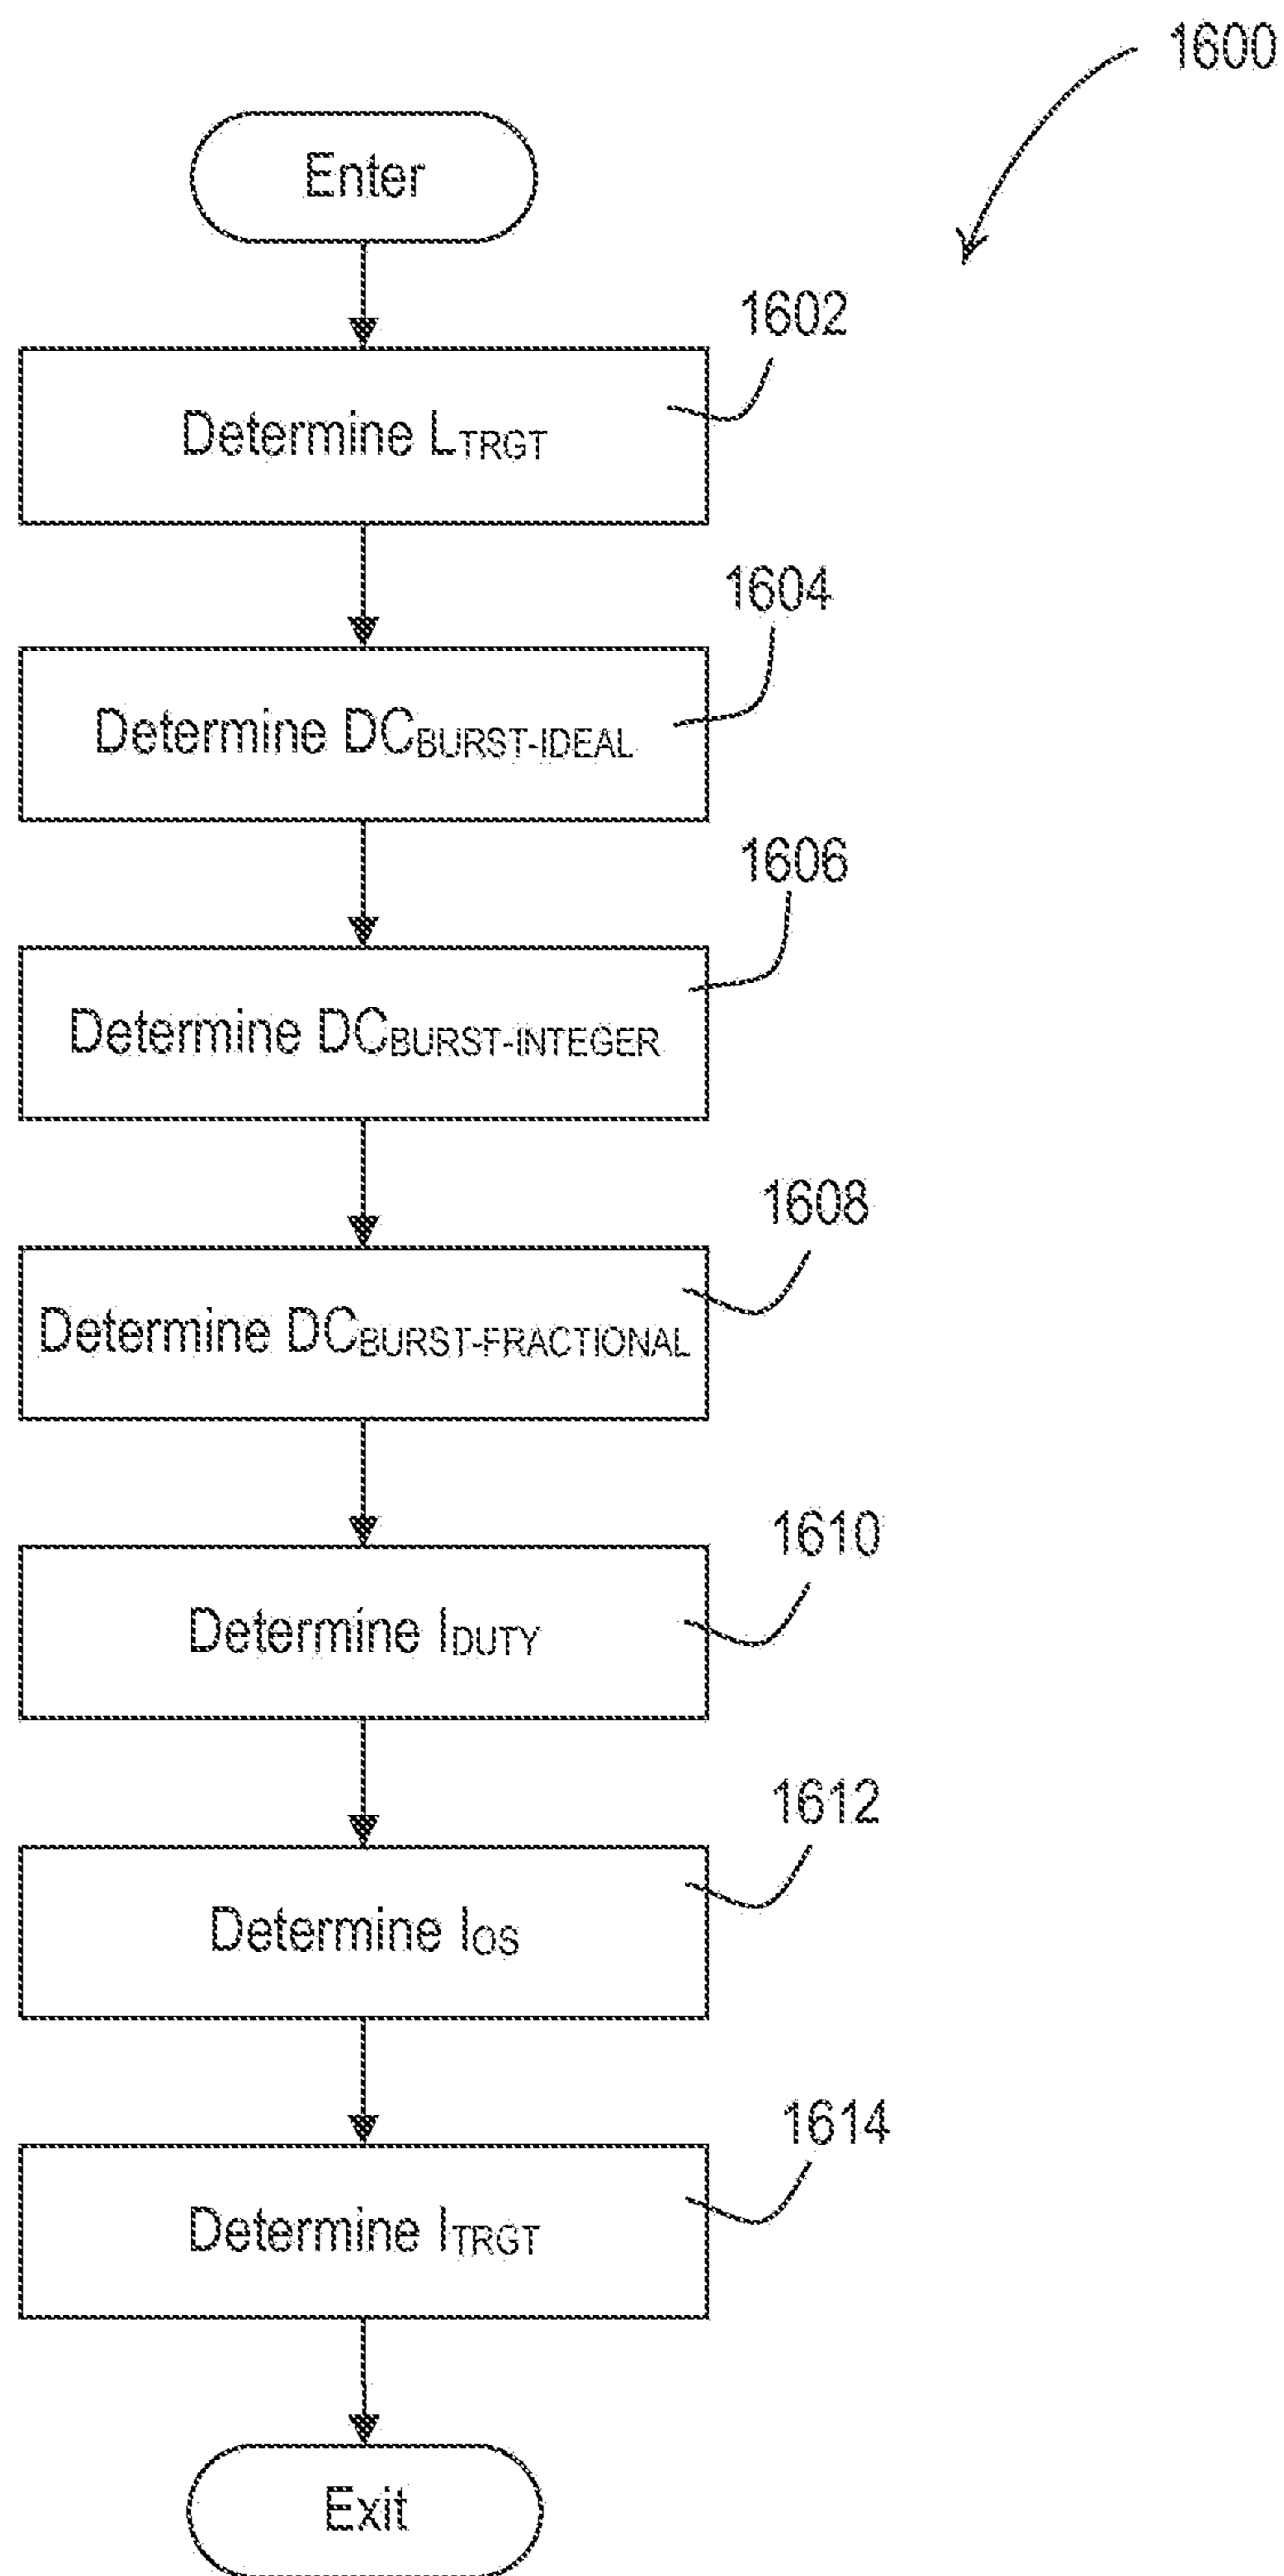 1600
Enter
1602
Determine LTRGT
1604
Determine DCBURST-IDEAL
1606
Determine DCBURST-INTEGER
1608
Determine DCBURST-FRACTIONAL
1610
Determine IDUTY
1612
Determine IOS
1614
Determine ITRGT
Exit